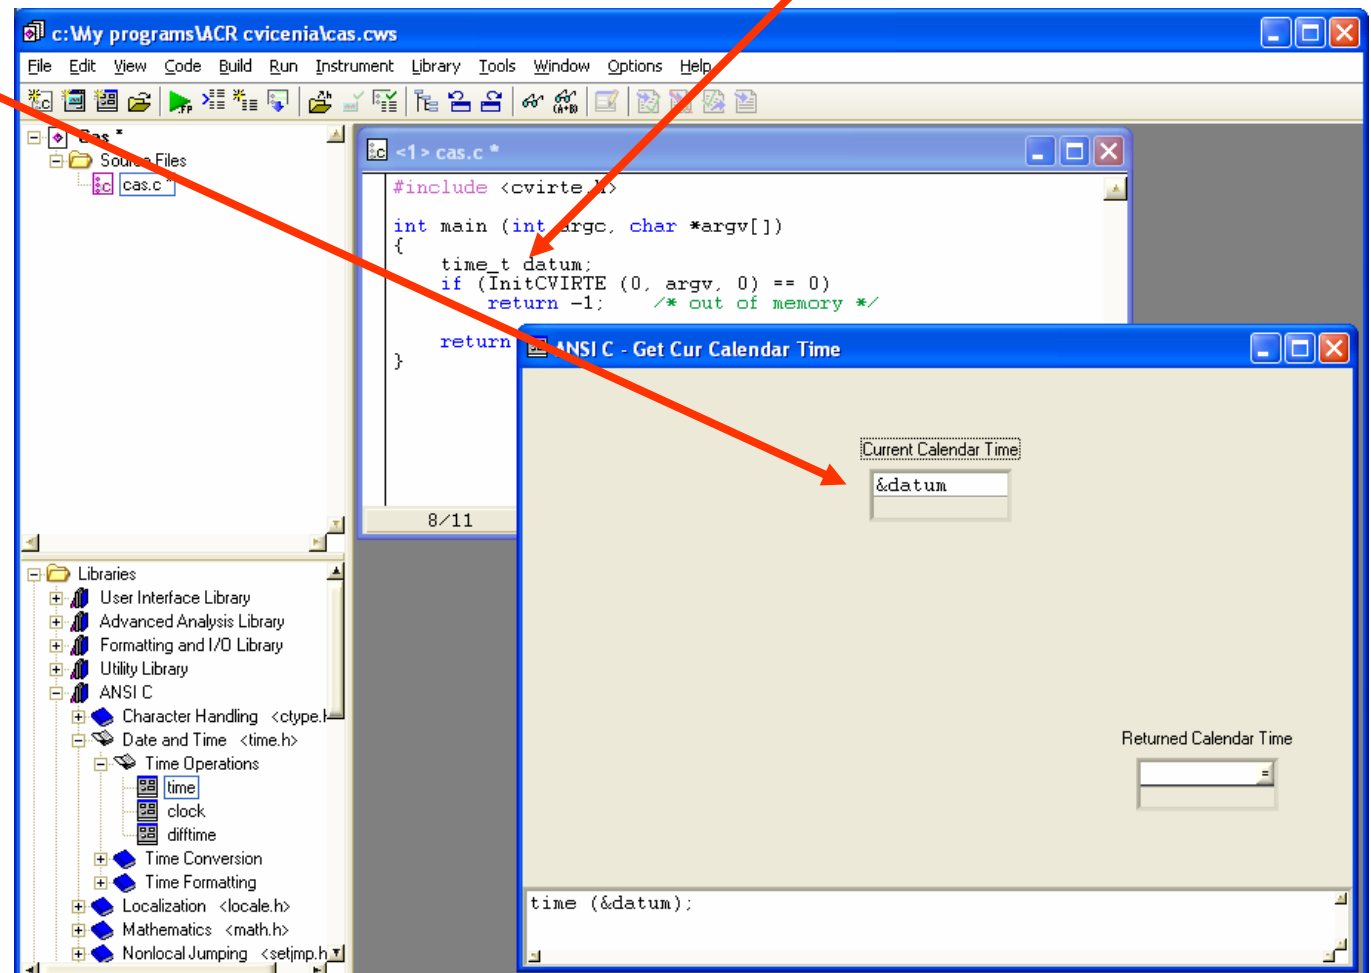 c:\My programs\ACR cvicenia\cas.cws
File Edit View Code Build Run Instrument Library Tools Window Options Help
Cas *
Source Files
cas.c *
<1> cas.c *
#include <cvirte.h>
int main (int argc, char *argv[])
{
time_t datum;
if (InitCVIRTE (0, argv, 0) == 0)
return -1; /* out of memory */
return
}
8/11
ANSI C - Get Cur Calendar Time
Current Calendar Time
&datum
Returned Calendar Time
time (&datum);
Libraries
User Interface Library
Advanced Analysis Library
Formatting and I/O Library
Utility Library
ANSI C
Character Handling <ctype.h
Date and Time <time.h>
Time Operations
time
clock
difftime
Time Conversion
Time Formatting
Localization <locale.h>
Mathematics <math.h>
Nonlocal Jumping <setjmp.h